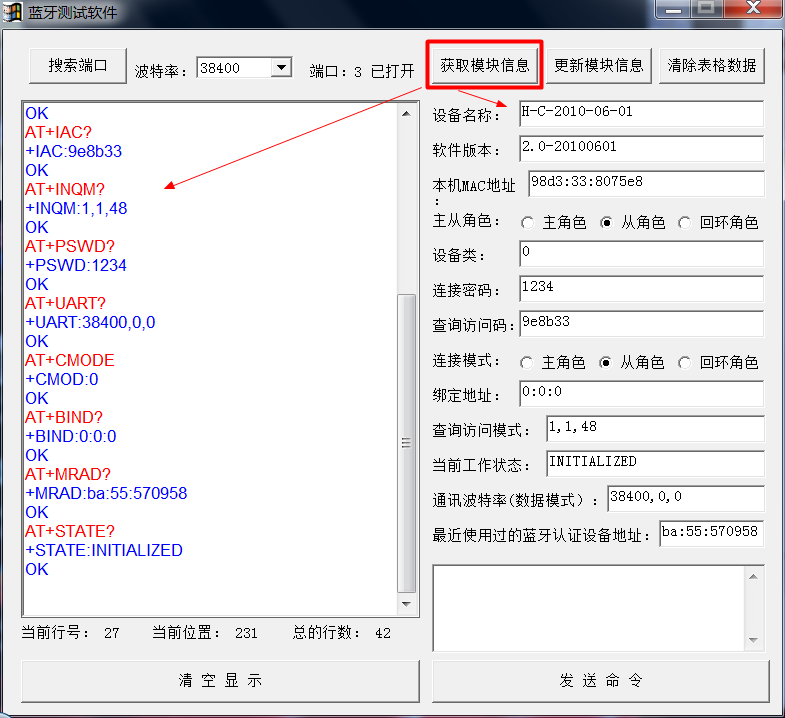 蓝牙测试软件
搜索端口 波特率： 38400 端口：3 已打开 获取模块信息 更新模块信息 清除表格数据
OK
AT+IAC?
+IAC:9e8b33
OK
AT+INQM?
+INQM:1,1,48
OK
AT+PSWD?
+PSWD:1234
OK
AT+UART?
+UART:38400,0,0
OK
AT+CMODE
+CMOD:0
OK
AT+BIND?
+BIND:0:0:0
OK
AT+MRAD?
+MRAD:ba:55:570958
OK
AT+STATE?
+STATE:INITIALIZED
OK
当前行号： 27 当前位置： 231 总的行数： 42
清 空 显 示
设备名称： H-C-2010-06-01
软件版本： 2.0-20100601
本机MAC地址 98d3:33:8075e8
：
主从角色： 主角色 从角色 回环角色
设备类： 0
连接密码： 1234
查询访问码： 9e8b33
连接模式： 主角色 从角色 回环角色
绑定地址： 0:0:0
查询访问模式： 1,1,48
当前工作状态： INITIALIZED
通讯波特率(数据模式）： 38400,0,0
最近使用过的蓝牙认证设备地址： ba:55:570958
发 送 命 令